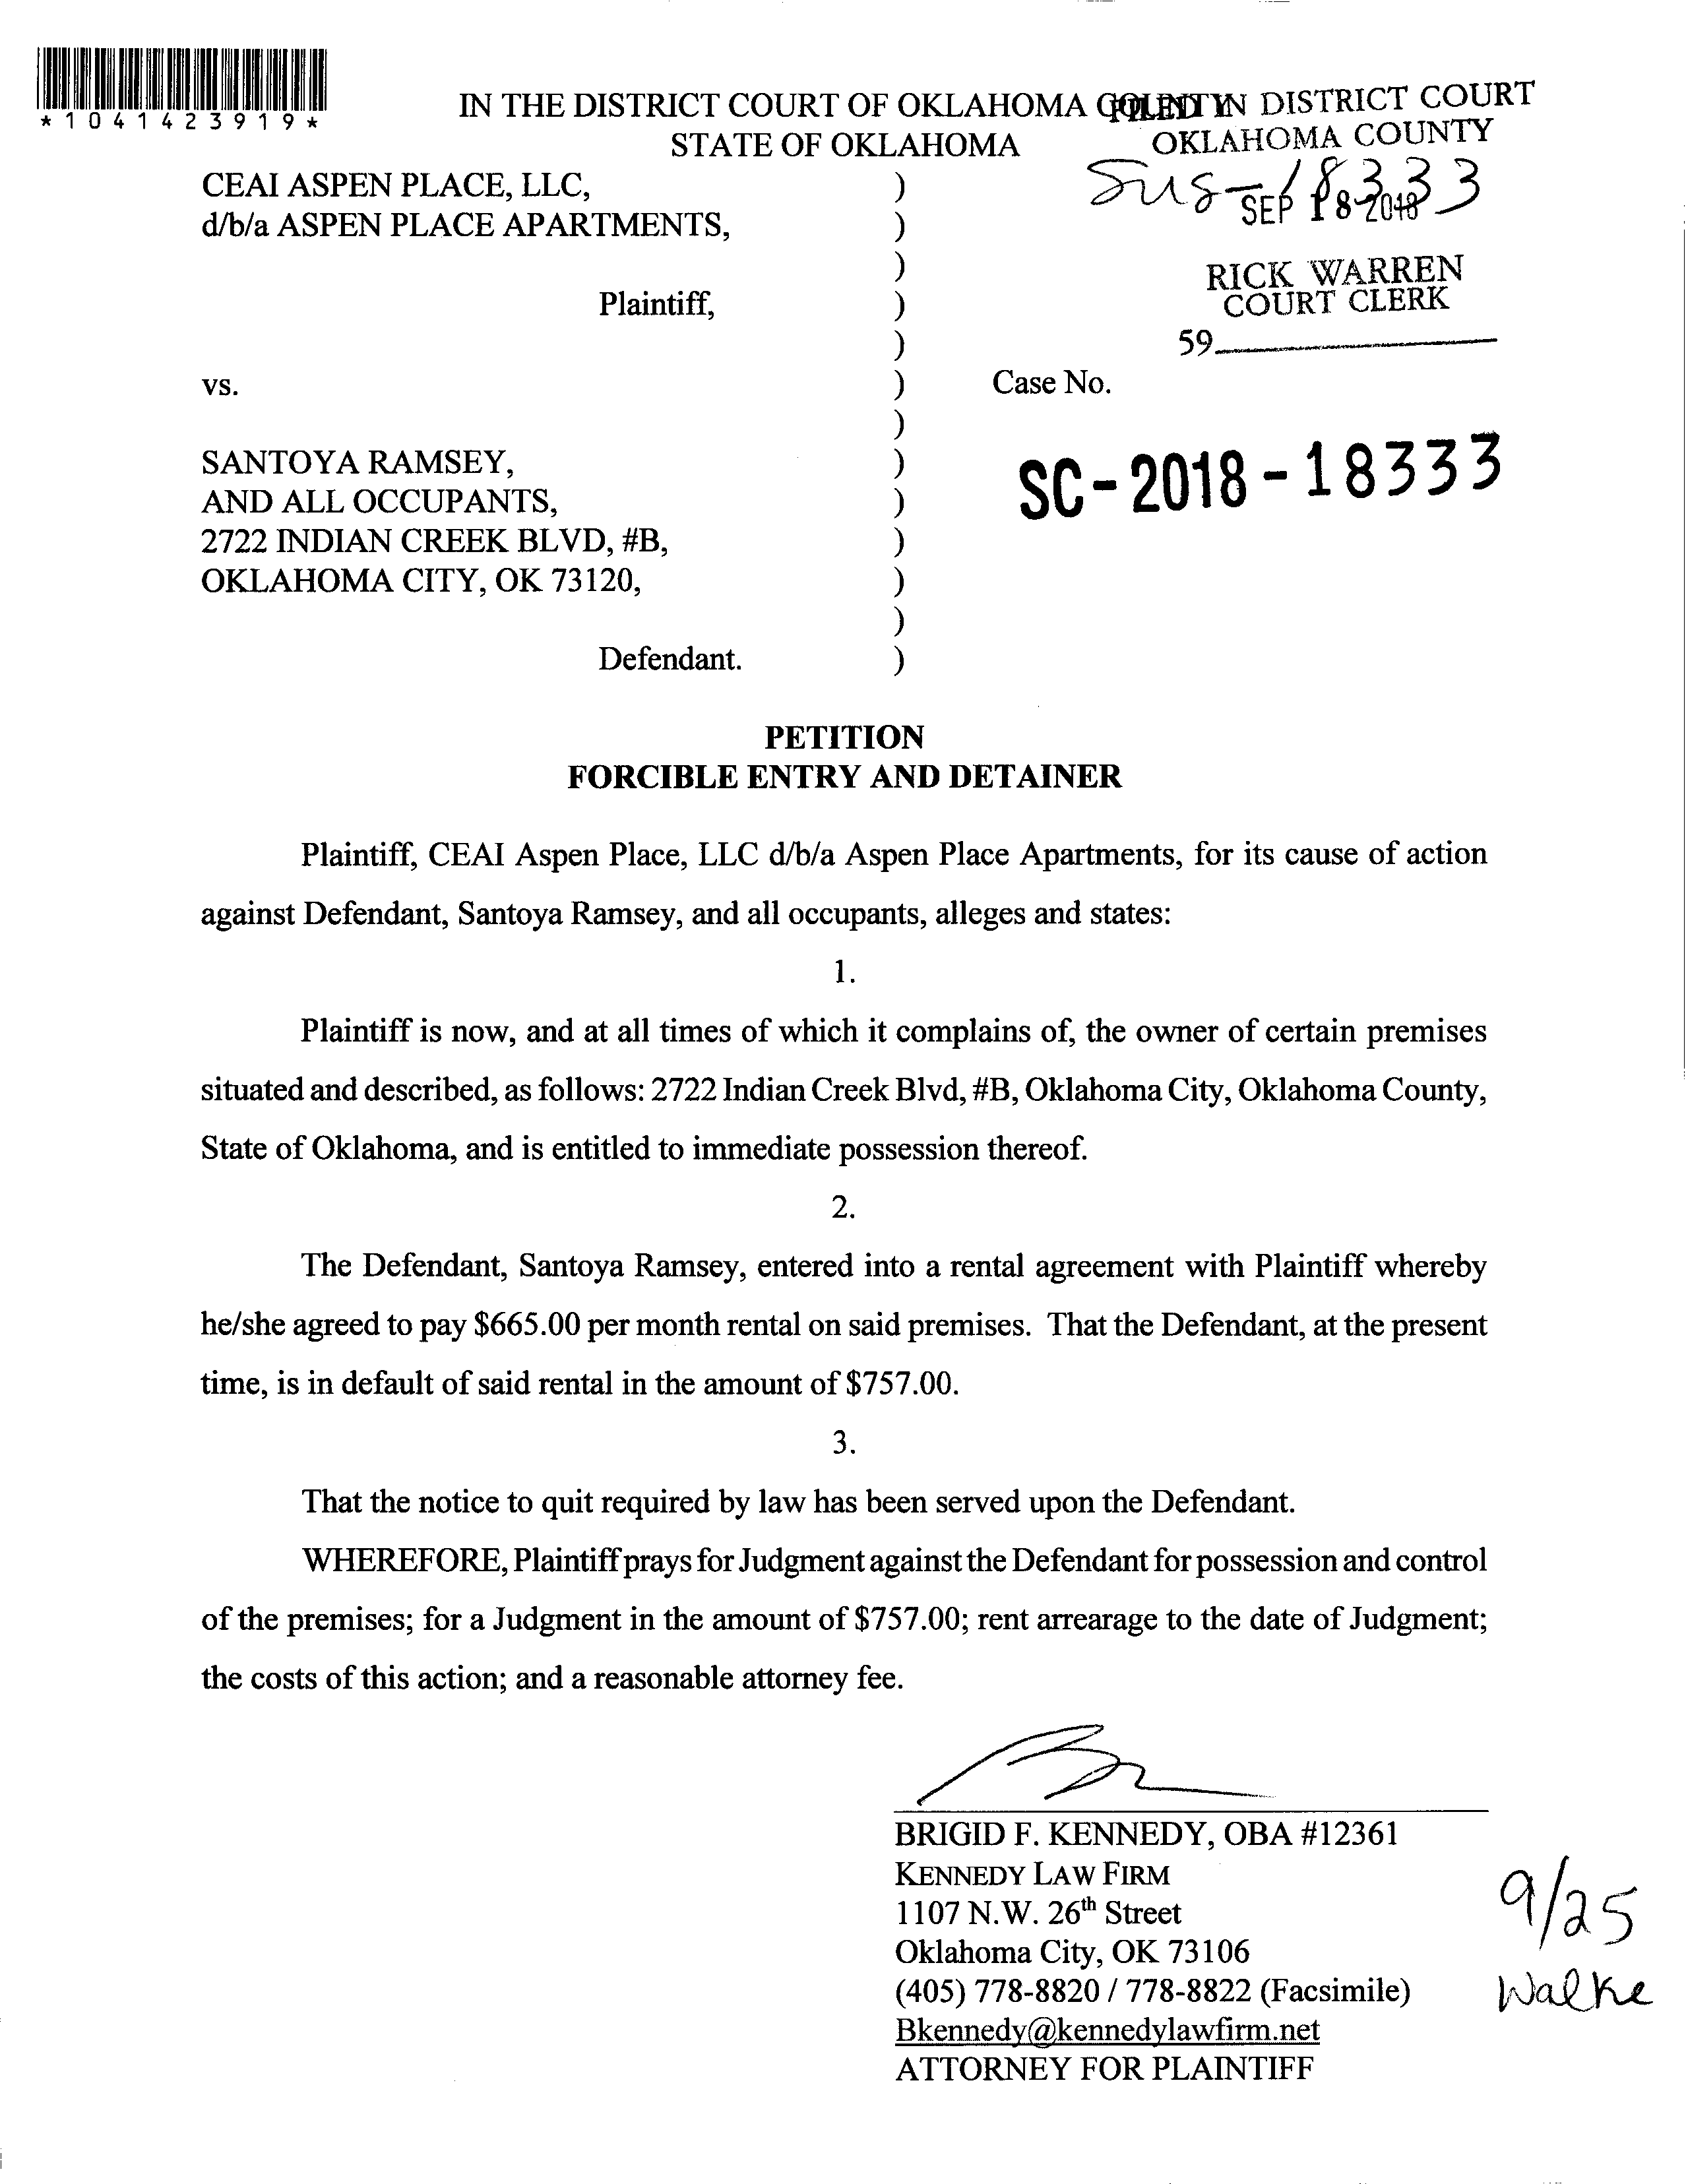 *1041423919*
IN THE DISTRICT COURT OF OKLAHOMA COUNTY
STATE OF OKLAHOMA
FILED IN DISTRICT COURT
OKLAHOMA COUNTY
SEP 18 2018
RICK WARREN
COURT CLERK
59
CEAI ASPEN PLACE, LLC, )
d/b/a ASPEN PLACE APARTMENTS, )
)
Plaintiff, )
)
vs. ) Case No.
)
SANTOYA RAMSEY, ) SC-2018-18333
AND ALL OCCUPANTS, )
2722 INDIAN CREEK BLVD, #B, )
OKLAHOMA CITY, OK 73120, )
)
Defendant. )
PETITION
FORCIBLE ENTRY AND DETAINER
Plaintiff, CEAI Aspen Place, LLC d/b/a Aspen Place Apartments, for its cause of action
against Defendant, Santoya Ramsey, and all occupants, alleges and states:
1.
Plaintiff is now, and at all times of which it complains of, the owner of certain premises
situated and described, as follows: 2722 Indian Creek Blvd, #B, Oklahoma City, Oklahoma County,
State of Oklahoma, and is entitled to immediate possession thereof.
2.
The Defendant, Santoya Ramsey, entered into a rental agreement with Plaintiff whereby
he/she agreed to pay $665.00 per month rental on said premises. That the Defendant, at the present
time, is in default of said rental in the amount of $757.00.
3.
That the notice to quit required by law has been served upon the Defendant.
WHEREFORE, Plaintiff prays for Judgment against the Defendant for possession and control
of the premises; for a Judgment in the amount of $757.00; rent arrearage to the date of Judgment;
the costs of this action; and a reasonable attorney fee.
BRIGID F. KENNEDY, OBA #12361
KENNEDY LAW FIRM
1107 N.W. 26th Street
Oklahoma City, OK 73106
(405) 778-8820 / 778-8822 (Facsimile)
Bkennedy@kennedylawfirm.net
ATTORNEY FOR PLAINTIFF
9/25
Walke